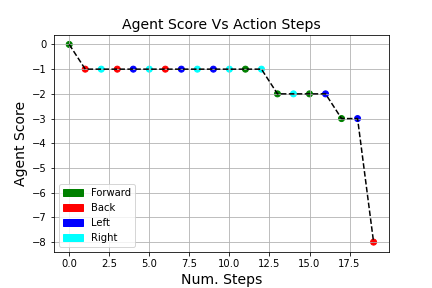 Agent Score Vs Action Steps
Agent Score
0
−1
−2
−3
−4
−5
−6
−7
−8
Forward
Back
Left
Right
0.0 2.5 5.0 7.5 10.0 12.5 15.0 17.5
Num. Steps